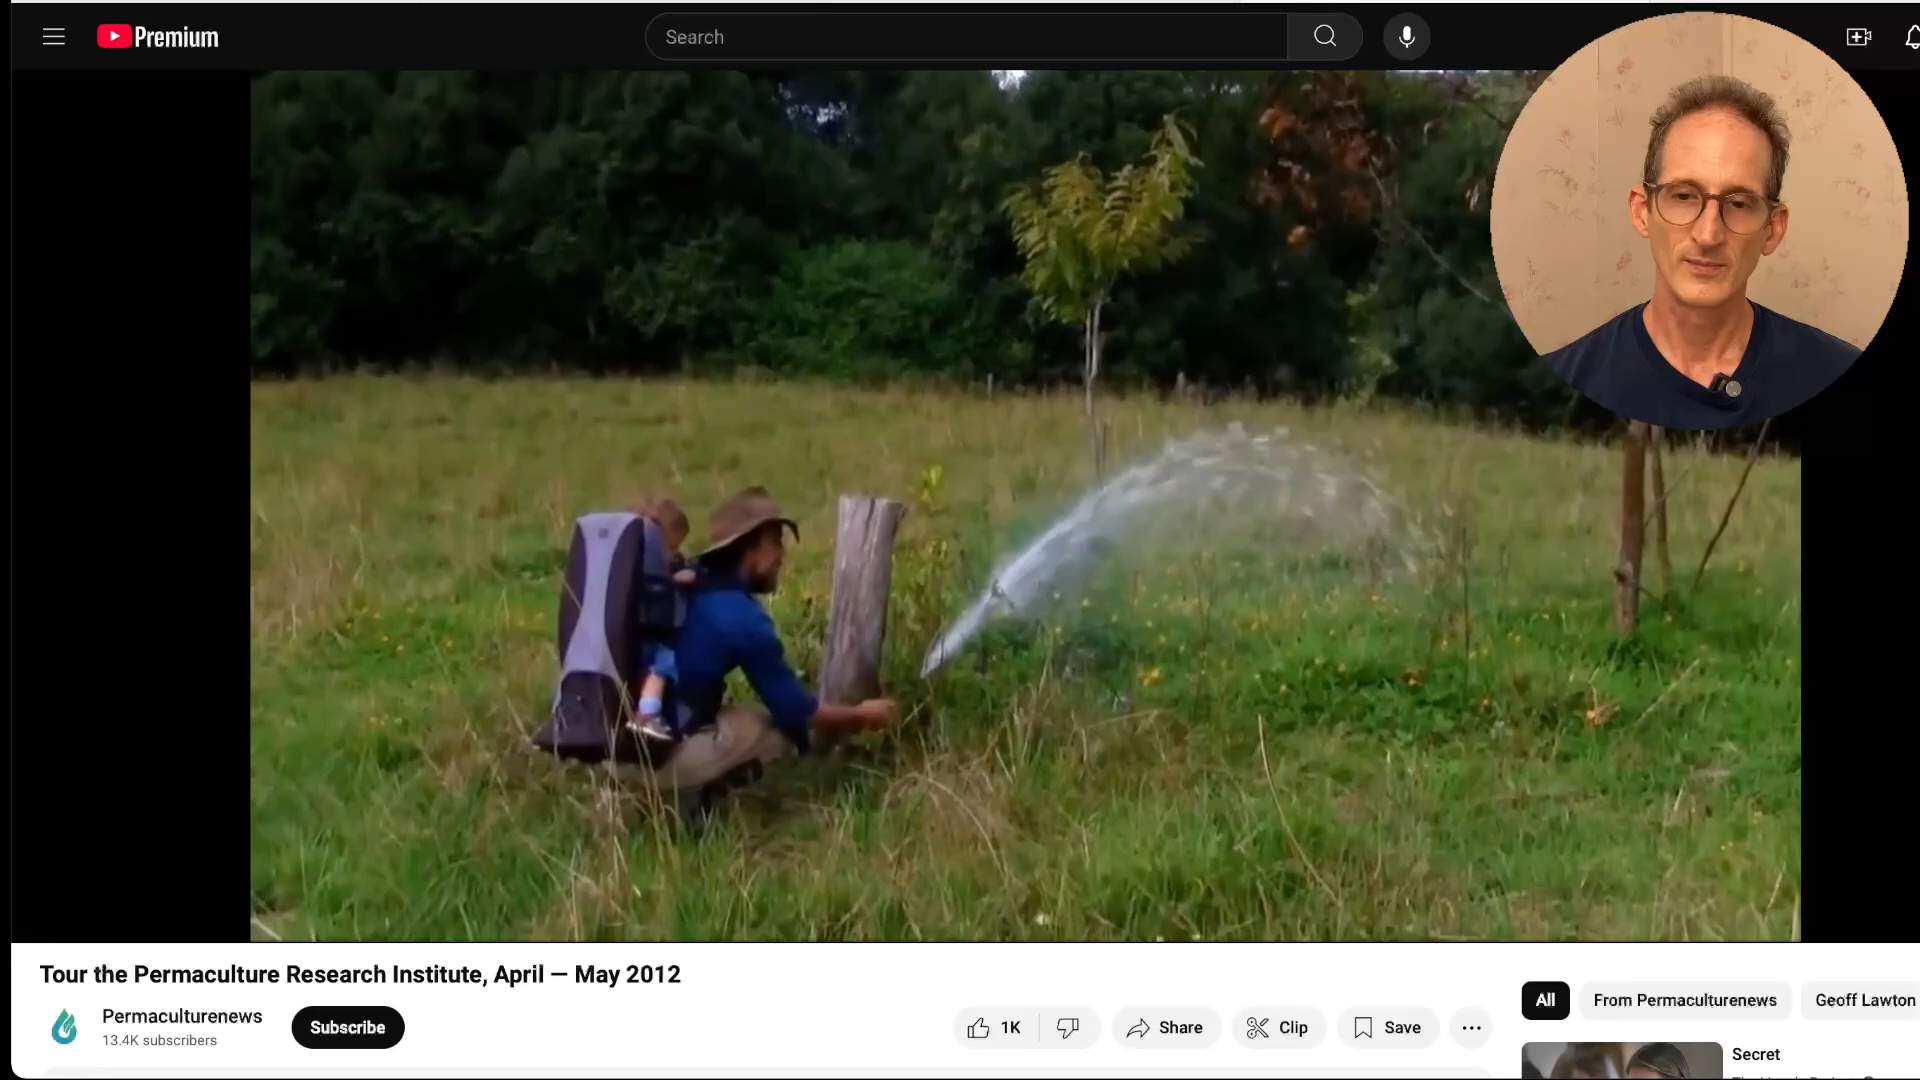 Premium
Search
Tour the Permaculture Research Institute, April — May 2012
Permaculturenews
13.4K subscribers
Subscribe
1K
Share
Clip
Save
All
From Permaculturenews
Geoff Lawton
Secret